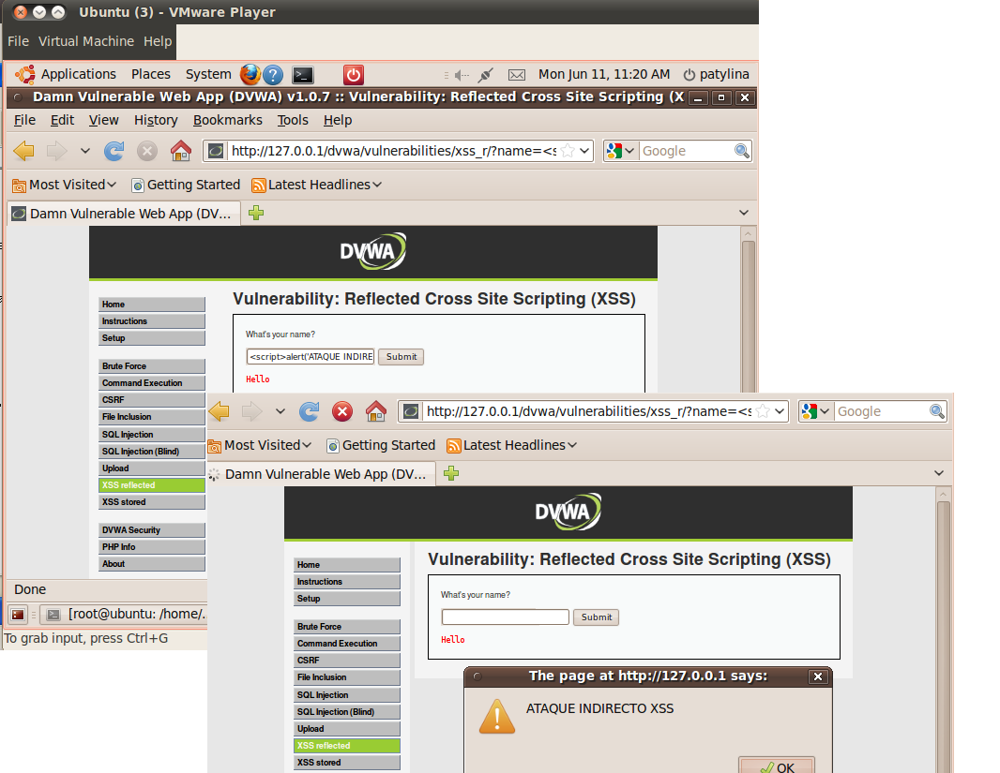 Ubuntu (3) - VMware Player
File Virtual Machine Help
Applications Places System Mon Jun 11, 11:20 AM patylina
Damn Vulnerable Web App (DVWA) v1.0.7 :: Vulnerability: Reflected Cross Site Scripting (X
File Edit View History Bookmarks Tools Help
http://127.0.0.1/dvwa/vulnerabilities/xss_r/?name=<s Google
Most Visited Getting Started Latest Headlines
Damn Vulnerable Web App (DV...
DVWA
Vulnerability: Reflected Cross Site Scripting (XSS)
Home
Instructions
Setup
What's your name?
<script>alert('ATAQUE INDIRE Submit
Hello
Brute Force
Command Execution
CSRF
File Inclusion
SQL Injection
SQL Injection (Blind)
Upload
XSS reflected
XSS stored
DVWA Security
PHP Info
About
Done
[root@ubuntu: /home/..
To grab input, press Ctrl+G
http://127.0.0.1/dvwa/vulnerabilities/xss_r/?name=<s Google
Most Visited Getting Started Latest Headlines
Damn Vulnerable Web App (DV...
DVWA
Vulnerability: Reflected Cross Site Scripting (XSS)
Home
Instructions
Setup
What's your name?
Submit
Hello
Brute Force
Command Execution
CSRF
File Inclusion
SQL Injection
SQL Injection (Blind)
Upload
XSS reflected
XSS stored
The page at http://127.0.0.1 says:
ATAQUE INDIRECTO XSS
OK